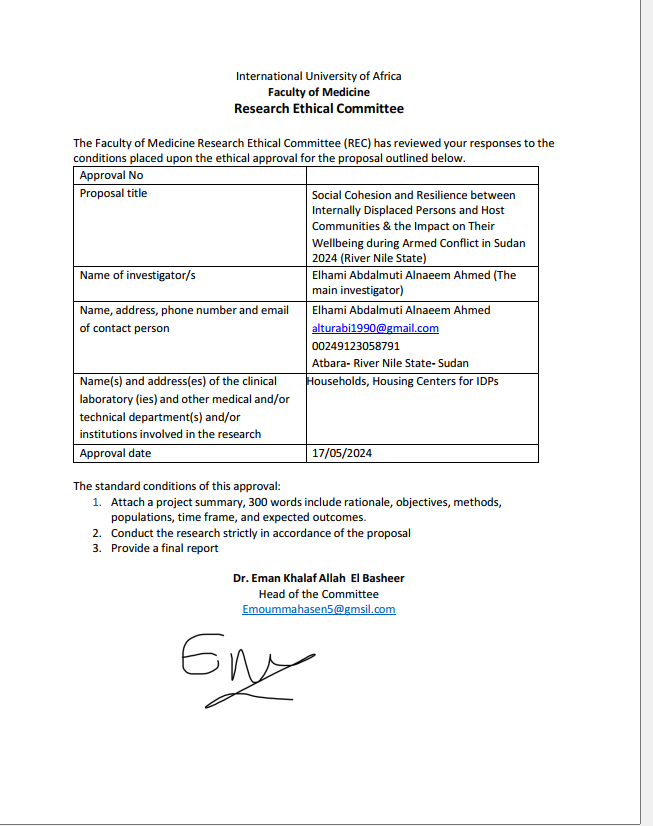 International University of Africa
Faculty of Medicine
Research Ethical Committee
The Faculty of Medicine Research Ethical Committee (REC) has reviewed your responses to the
conditions placed upon the ethical approval for the proposal outlined below.
Approval No
Proposal title
Social Cohesion and Resilience between
Internally Displaced Persons and Host
Communities & the Impact on Their
Wellbeing during Armed Conflict in Sudan
2024 (River Nile State)
Name of investigator/s
Elhami Abdalmuti Alnaeem Ahmed (The
main investigator)
Name, address, phone number and email
of contact person
Elhami Abdalmuti Alnaeem Ahmed
alturabi1990@gmail.com
00249123058791
Atbara- River Nile State- Sudan
Name(s) and address(es) of the clinical
laboratory (ies) and other medical and/or
technical department(s) and/or
institutions involved in the research
Households, Housing Centers for IDPs
Approval date
17/05/2024
The standard conditions of this approval:
1. Attach a project summary, 300 words include rationale, objectives, methods,
populations, time frame, and expected outcomes.
2. Conduct the research strictly in accordance of the proposal
3. Provide a final report
Dr. Eman Khalaf Allah El Basheer
Head of the Committee
Emoummahasen5@gmsil.com